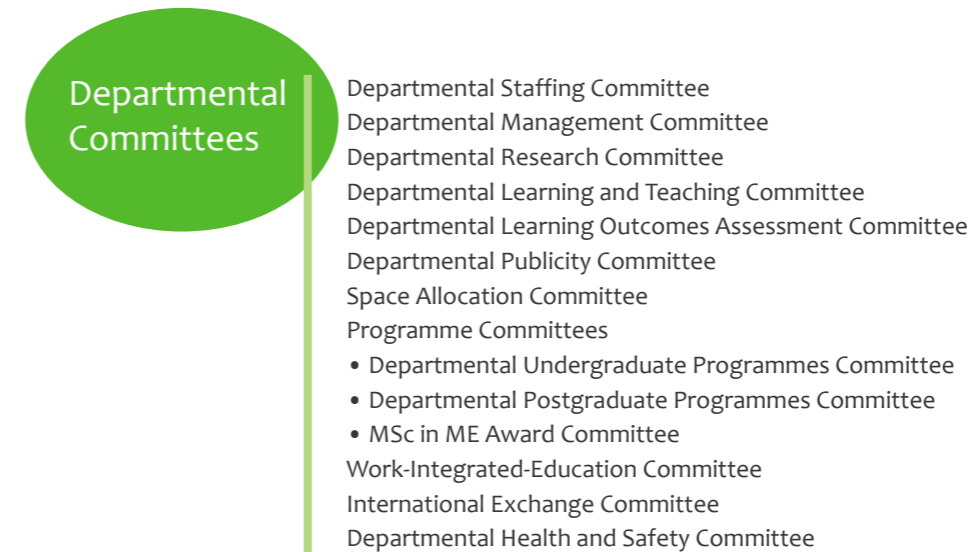 Departmental
Committees
Departmental Staffing Committee
Departmental Management Committee
Departmental Research Committee
Departmental Learning and Teaching Committee
Departmental Learning Outcomes Assessment Committee
Departmental Publicity Committee
Space Allocation Committee
Programme Committees
• Departmental Undergraduate Programmes Committee
• Departmental Postgraduate Programmes Committee
• MSc in ME Award Committee
Work-Integrated-Education Committee
International Exchange Committee
Departmental Health and Safety Committee